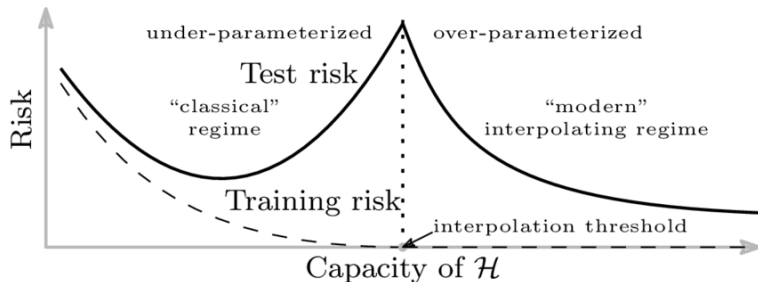 under-parameterized
over-parameterized
Test risk
“classical”
regime
“modern”
interpolating regime
Risk
Training risk
interpolation threshold
Capacity of ℋ